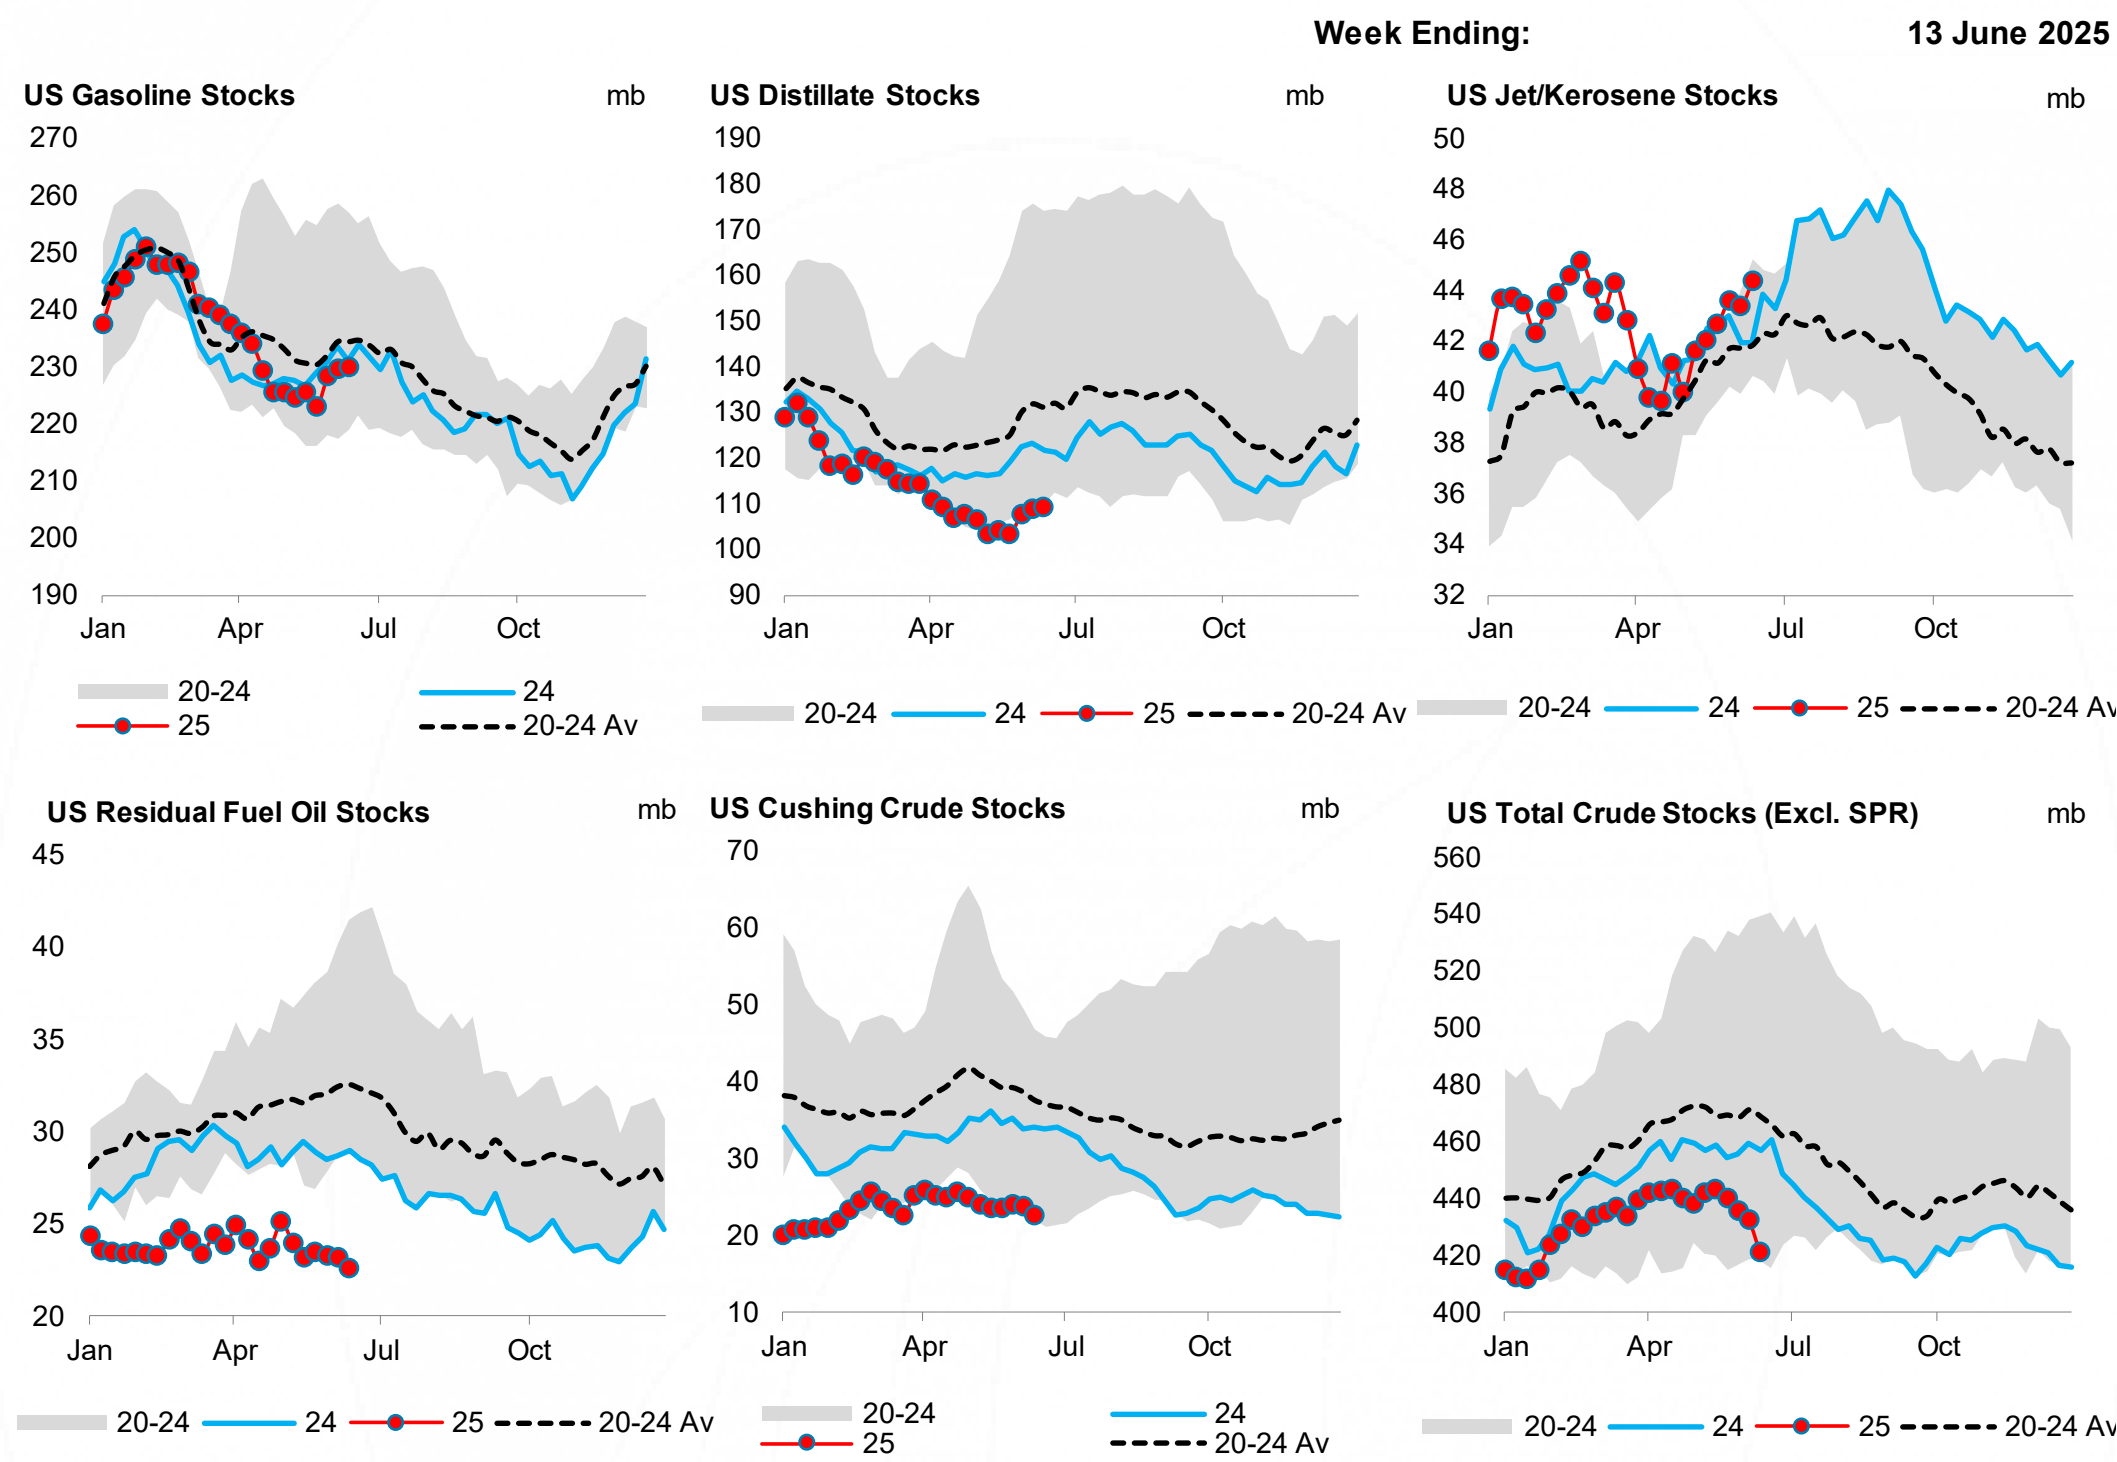 Week Ending: 13 June 2025
US Gasoline Stocks mb
270
260
250
240
230
220
210
200
190
Jan Apr Jul Oct
20-24 24
25 20-24 Av
US Distillate Stocks mb
190
180
170
160
150
140
130
120
110
100
90
Jan Apr Jul Oct
20-24 24 25 20-24 Av
US Jet/Kerosene Stocks mb
50
48
46
44
42
40
38
36
34
32
Jan Apr Jul Oct
20-24 24 25 20-24 Av
US Residual Fuel Oil Stocks mb
45
40
35
30
25
20
Jan Apr Jul Oct
20-24 24 25 20-24 Av
US Cushing Crude Stocks mb
70
60
50
40
30
20
10
Jan Apr Jul Oct
20-24 24
25 20-24 Av
US Total Crude Stocks (Excl. SPR) mb
560
540
520
500
480
460
440
420
400
Jan Apr Jul Oct
20-24 24 25 20-24 Av